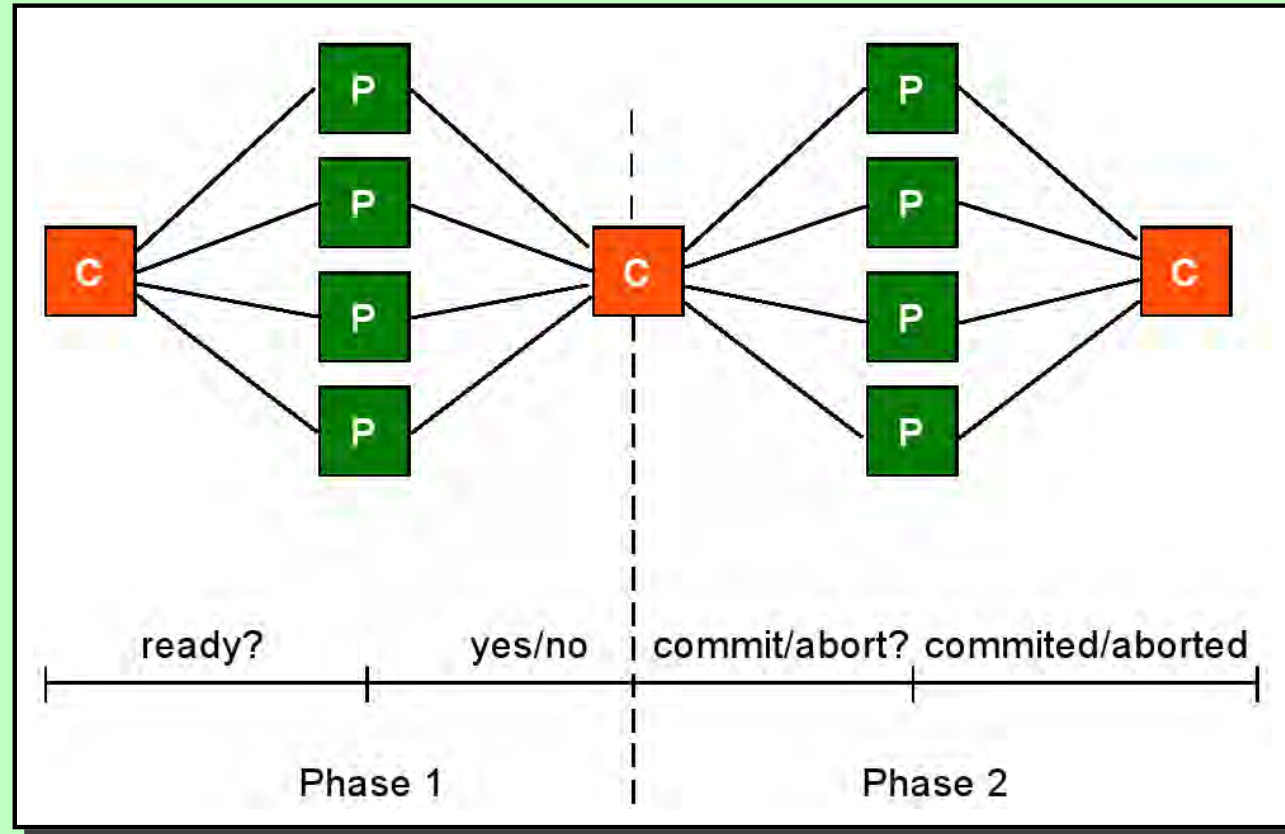 P
P
P
P
P
P
P
P
C
C
C
ready?
yes/no
commit/abort?
commited/aborted
Phase 1
Phase 2